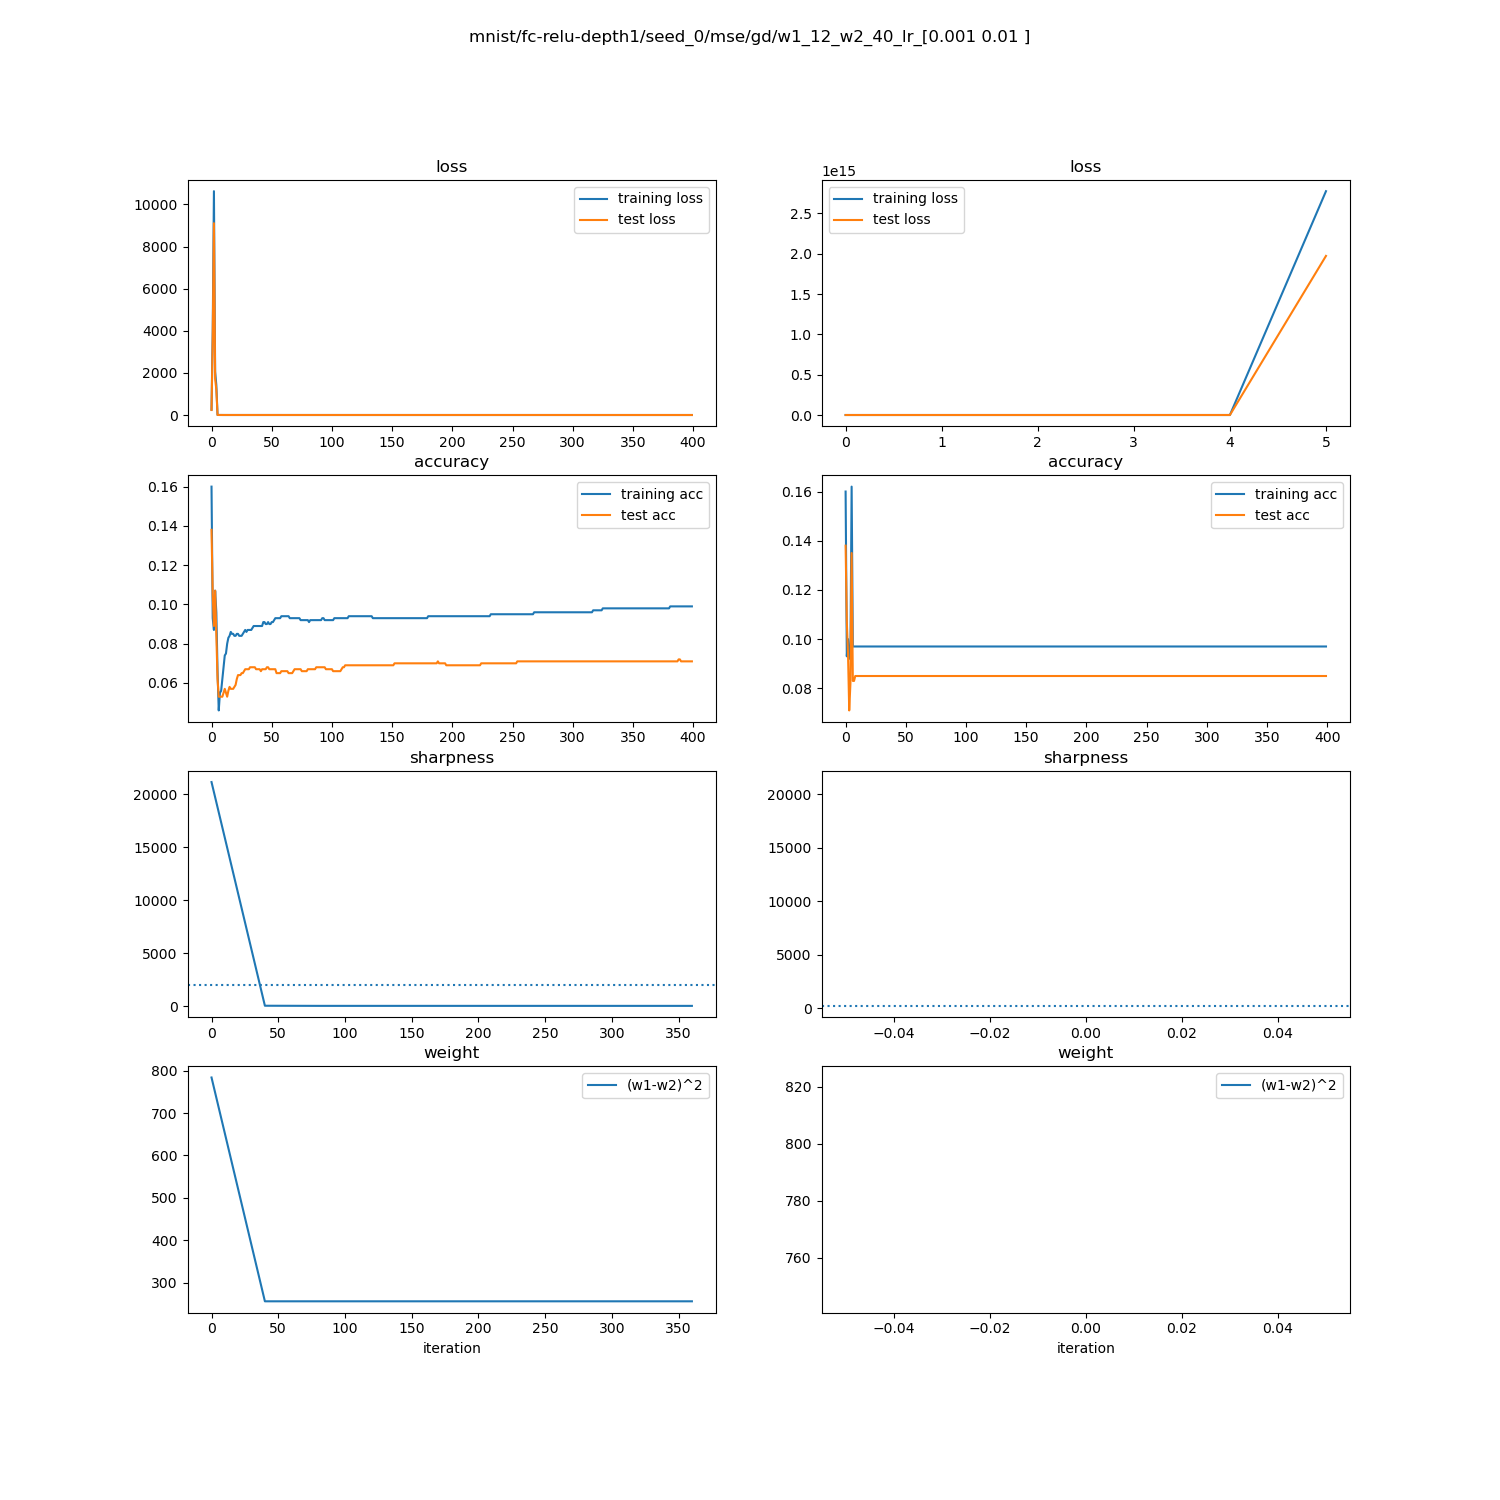 mnist/fc-relu-depth1/seed_0/mse/gd/w1_12_w2_40_lr_[0.001 0.01 ]
loss
training loss
test loss
10000
8000
6000
4000
2000
0
0 50 100 150 200 250 300 350 400
loss
1e15
training loss
test loss
2.5
2.0
1.5
1.0
0.5
0.0
0 1 2 3 4 5
accuracy
training acc
test acc
0.16
0.14
0.12
0.10
0.08
0.06
0 50 100 150 200 250 300 350 400
accuracy
training acc
test acc
0.16
0.14
0.12
0.10
0.08
0 50 100 150 200 250 300 350 400
sharpness
20000
15000
10000
5000
0
0 50 100 150 200 250 300 350
sharpness
20000
15000
10000
5000
0
−0.04 −0.02 0.00 0.02 0.04
weight
(w1-w2)^2
800
700
600
500
400
300
0 50 100 150 200 250 300 350
iteration
weight
(w1-w2)^2
820
800
780
760
−0.04 −0.02 0.00 0.02 0.04
iteration